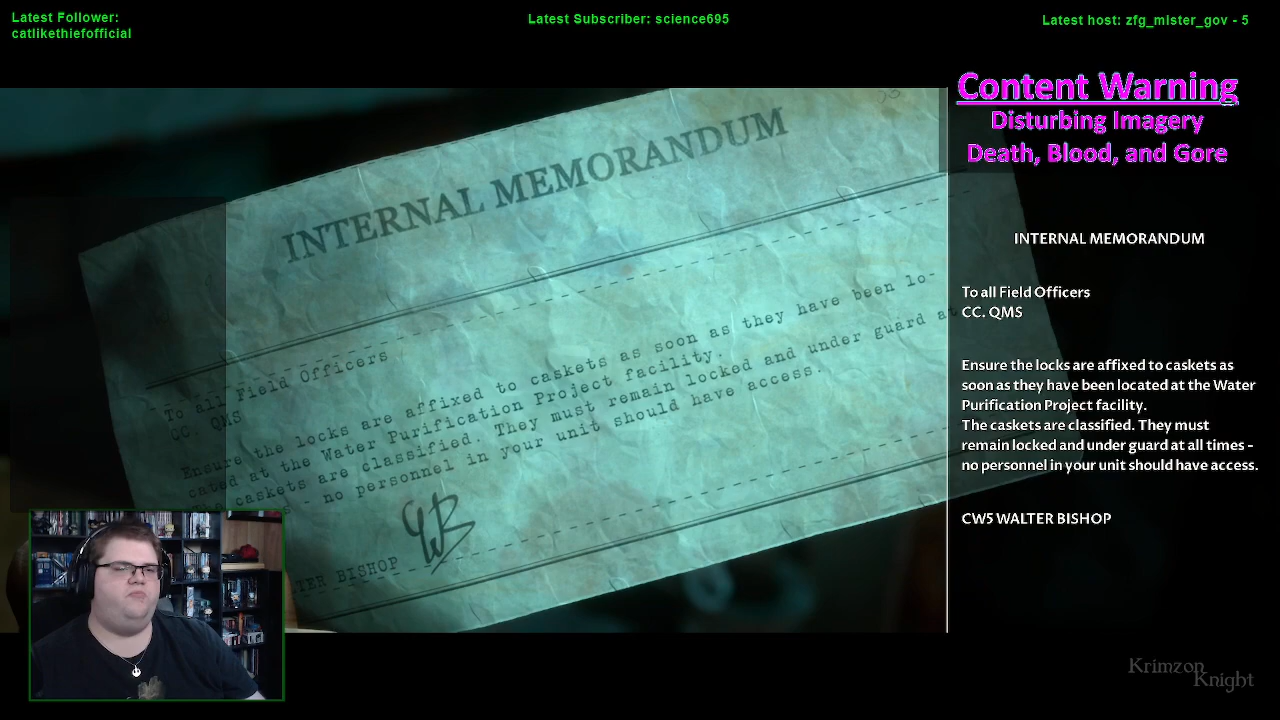 Latest Follower:
catlikethiefofficial
Latest Subscriber: science695
Latest host: zfg_mister_gov - 5
Content Warning
Disturbing Imagery
Death, Blood, and Gore
INTERNAL MEMORANDUM
To all Field Officers
CC. QMS
Ensure the locks are affixed to caskets as soon as they have been lo-
cated at the Water Purification Project facility.
The caskets are classified. They must remain locked and under guard at
- no personnel in your unit should have access.
BISHOP
WB
INTERNAL MEMORANDUM
To all Field Officers
CC. QMS
Ensure the locks are affixed to caskets as
soon as they have been located at the Water
Purification Project facility.
The caskets are classified. They must
remain locked and under guard at all times -
no personnel in your unit should have access.
CW5 WALTER BISHOP
Krimzon
Knight